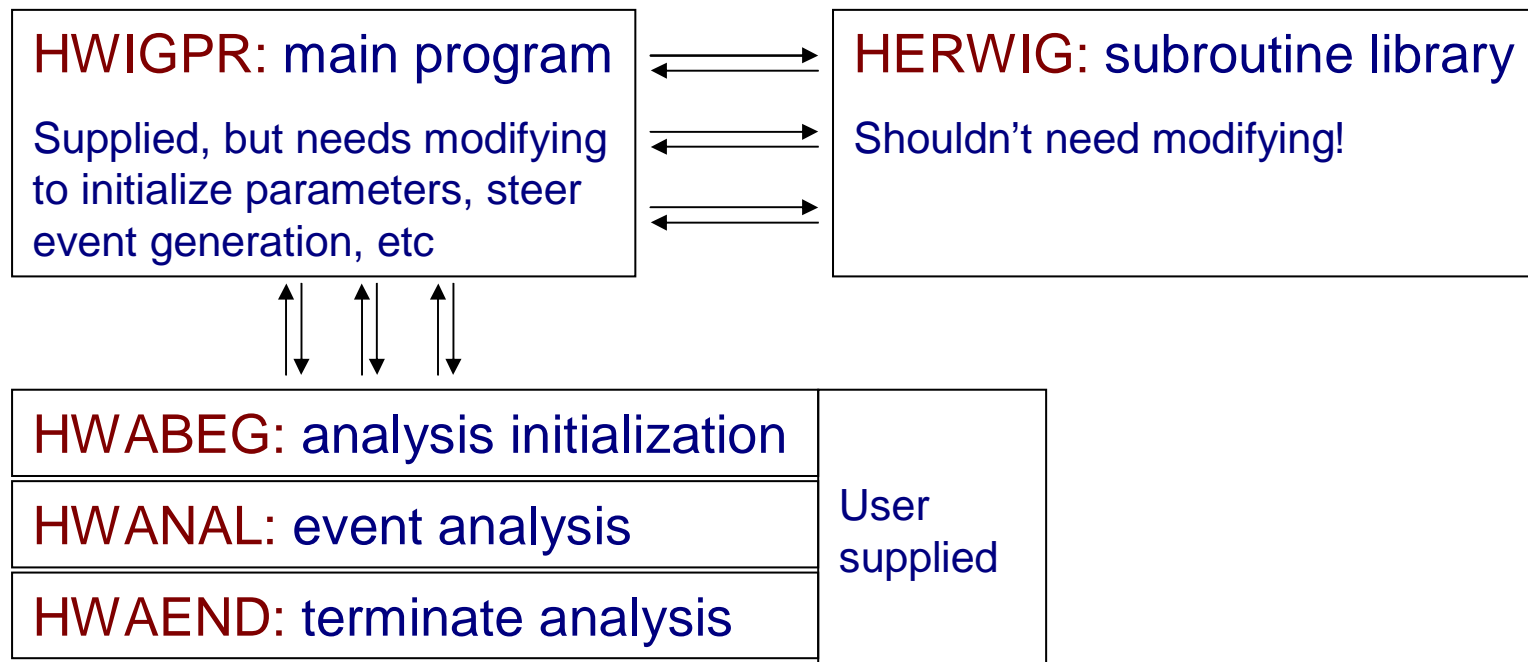 HWIGPR: main program
Supplied, but needs modifying
to initialize parameters, steer
event generation, etc
HERWIG: subroutine library
Shouldn’t need modifying!
HWABEG: analysis initialization
HWANAL: event analysis
HWAEND: terminate analysis
User
supplied